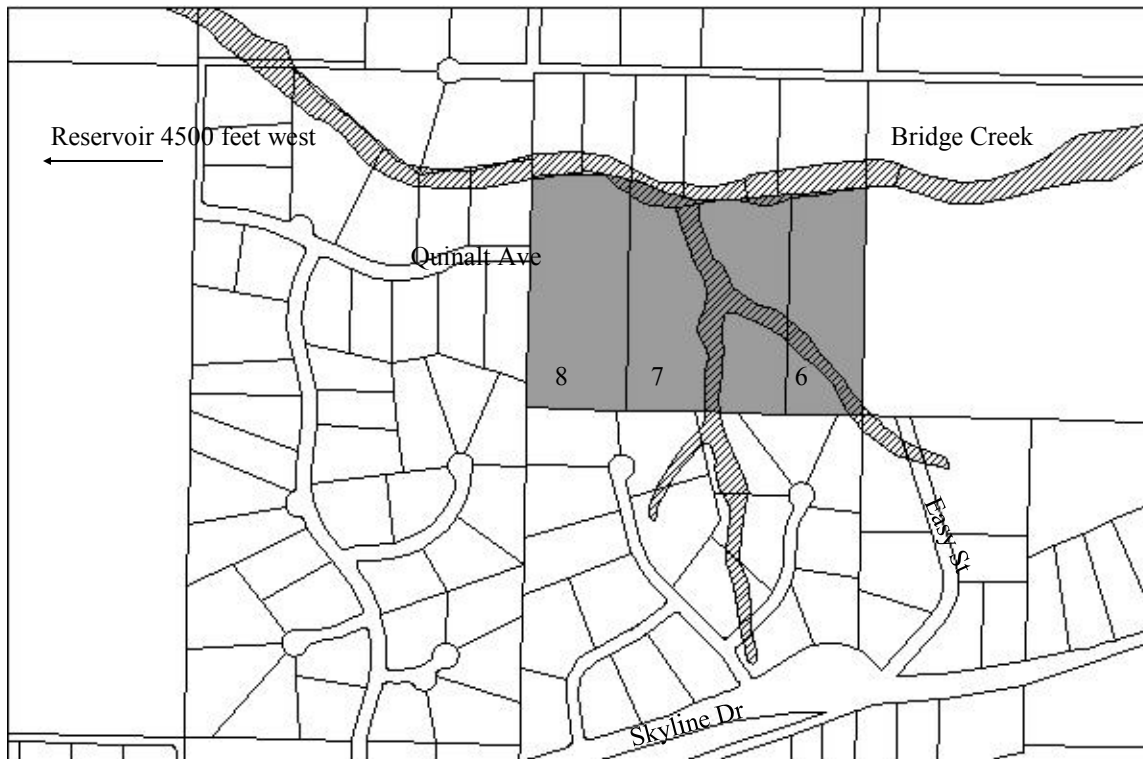 Reservoir 4500 feet west
Bridge Creek
Quinalt Ave
8
7
6
Easy St
Skyline Dr